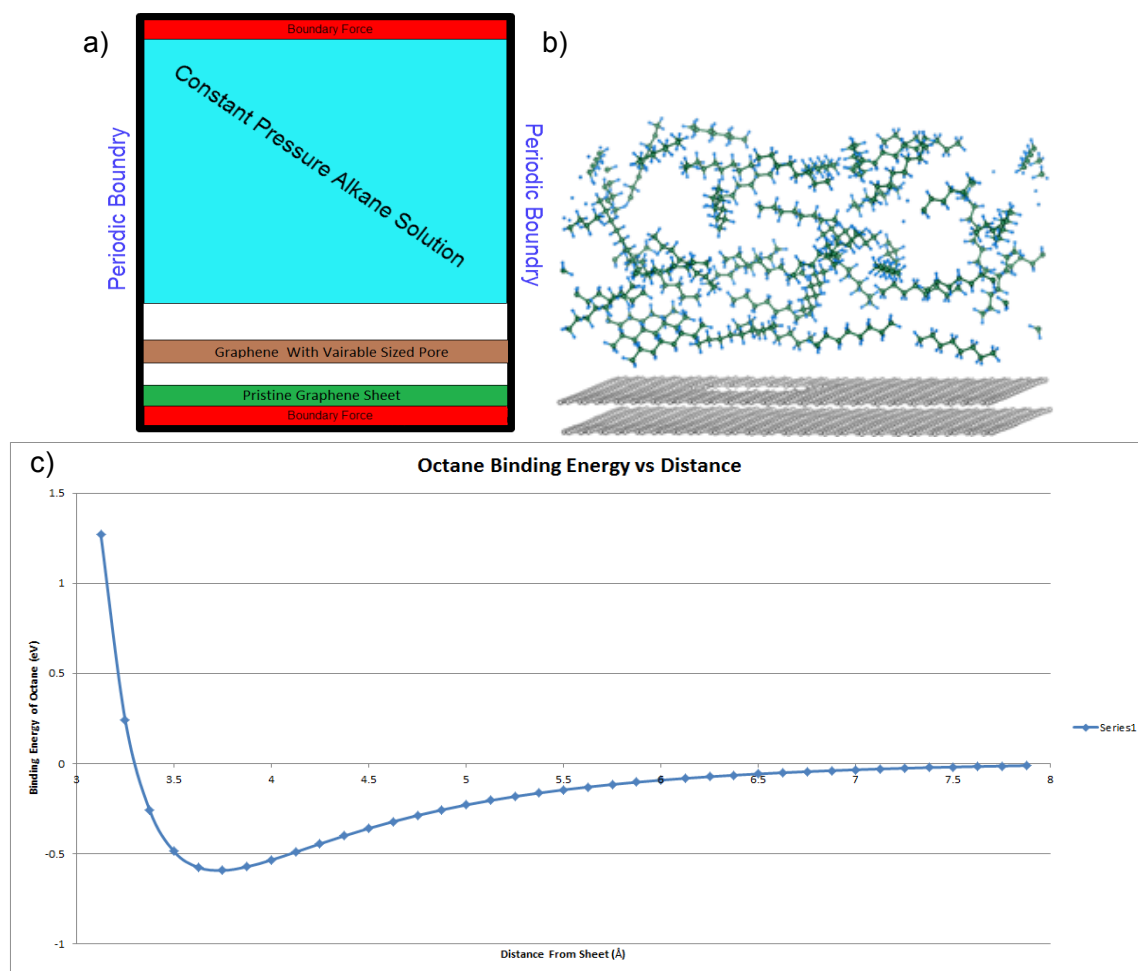 a)
Boundary Force
Periodic Boundry
Constant Pressure Alkane Solution
Periodic Boundry
Graphene With Vairable Sized Pore
Pristine Graphene Sheet
Boundary Force
b)
c)
Octane Binding Energy vs Distance
Binding Energy of Octane (eV)
1.5
1
0.5
0
-0.5
-1
3
3.5
4
4.5
5
5.5
6
6.5
7
7.5
8
Distance From Sheet (Å)
Series1